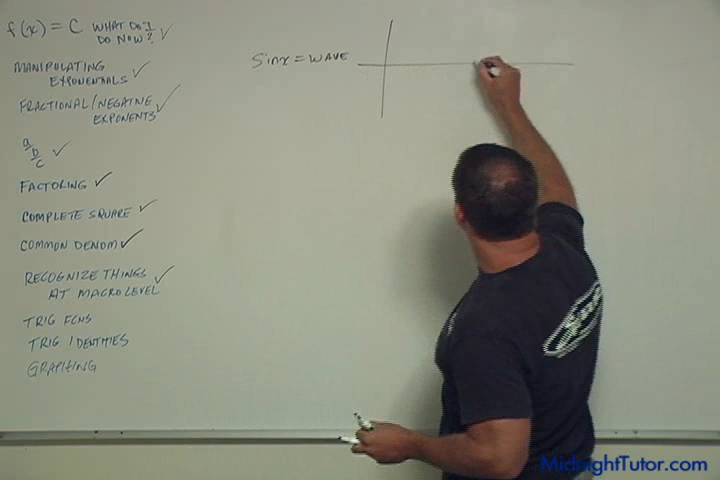 f(x) = C WHAT DO I
DO NOW?
MANIPULATING
EXPONENTIALS
FRACTIONAL/NEGATIVE
EXPONENTS
a/b/c
FACTORING
COMPLETE SQUARE
COMMON DENOM
RECOGNIZE THINGS
AT MACRO LEVEL
TRIG FCNS
TRIG IDENTITIES
GRAPHING
Sinx = WAVE
MidnightTutor.com